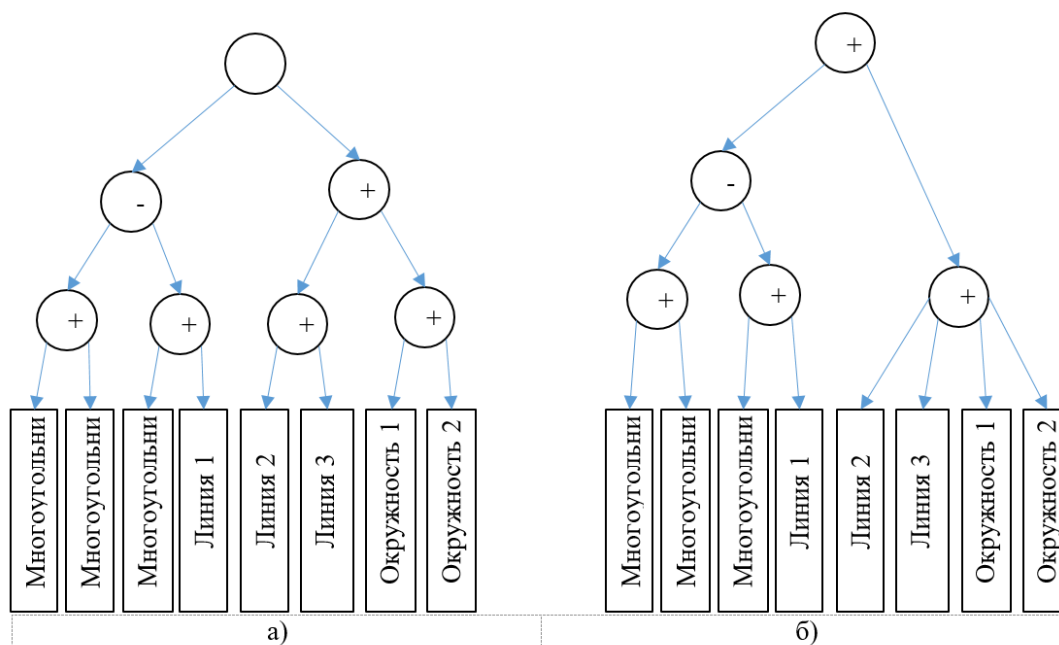 +
-
+
-
+
+
+
+
+
+
+
+
Многоугольни
Многоугольни
Многоугольни
Линия 1
Линия 2
Линия 3
Окружность 1
Окружность 2
Многоугольни
Многоугольни
Многоугольни
Линия 1
Линия 2
Линия 3
Окружность 1
Окружность 2
а)
б)